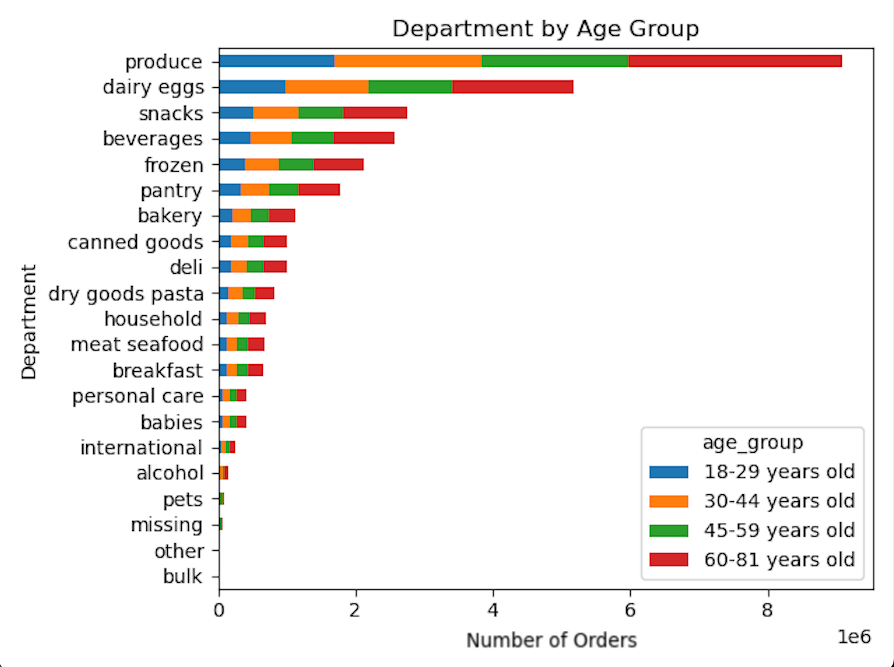 Department by Age Group
produce
dairy eggs
snacks
beverages
frozen
pantry
bakery
canned goods
deli
dry goods pasta
household
meat seafood
breakfast
personal care
babies
international
alcohol
pets
missing
other
bulk
Department
age_group
18-29 years old
30-44 years old
45-59 years old
60-81 years old
0 2 4 6 8
1e6
Number of Orders